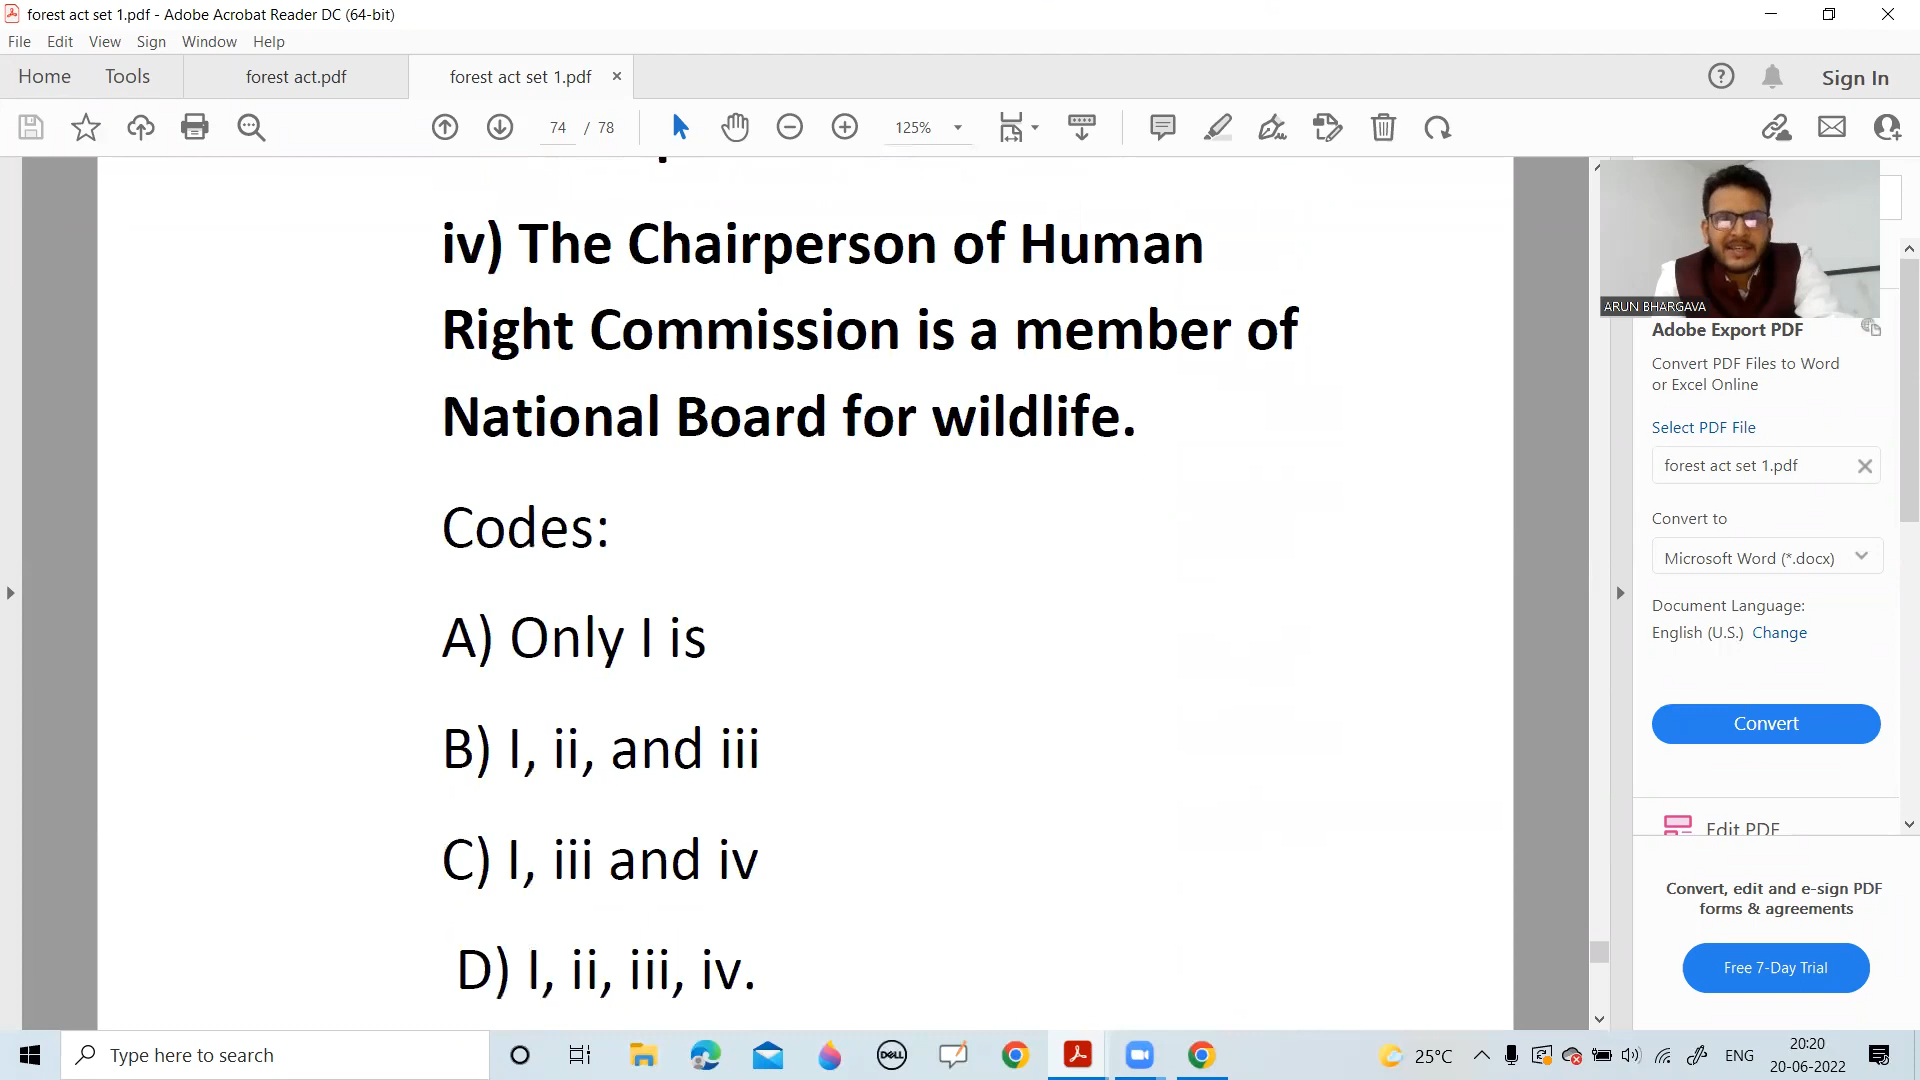 forest act set 1.pdf - Adobe Acrobat Reader DC (64-bit)
File Edit View Sign Window Help
Home Tools forest act.pdf forest act set 1.pdf × Sign In
74 / 78 125%
iv) The Chairperson of Human
Right Commission is a member of
National Board for wildlife.
Codes:
A) Only I is
B) I, ii, and iii
C) I, iii and iv
D) I, ii, iii, iv.
ARUN BHARGAVA
Adobe Export PDF
Convert PDF Files to Word
or Excel Online
Select PDF File
forest act set 1.pdf
Convert to
Microsoft Word (*.docx)
Document Language:
English (U.S.) Change
Convert
Edit PDF
Convert, edit and e-sign PDF
forms & agreements
Free 7-Day Trial
Type here to search
DELL
25°C
ENG
20:20
20-06-2022